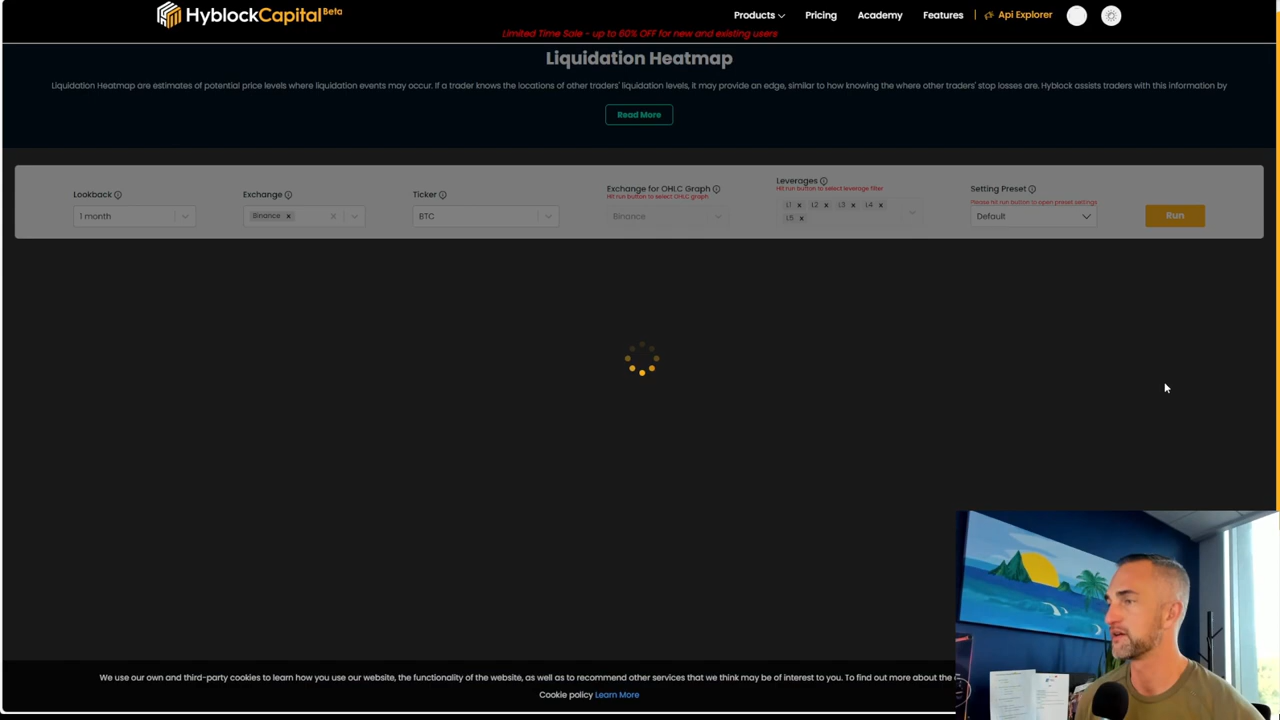 HyblockCapital Beta
Products Pricing Academy Features Api Explorer
Limited Time Sale - up to 60% OFF for new and existing users
Liquidation Heatmap
Liquidation Heatmap are estimates of potential price levels where liquidation events may occur. If a trader knows the locations of other traders' liquidation levels, it may provide an edge, similar to how knowing the where other traders' stop losses are. Hyblock assists traders with this information by
Read More
Lookback
1 month
Exchange
Binance
Ticker
BTC
Exchange for OHLC Graph
Hit run button to select OHLC graph
Binance
Leverages
Hit run button to select leverage filter
L1 L2 L3 L4
L5
Setting Preset
Please hit run button to open preset settings
Default
Run
We use our own and third-party cookies to learn how you use our website, the functionality of the website, as well as to recommend other services that we think may be of interest to you. To find out more about the
Cookie policy Learn More